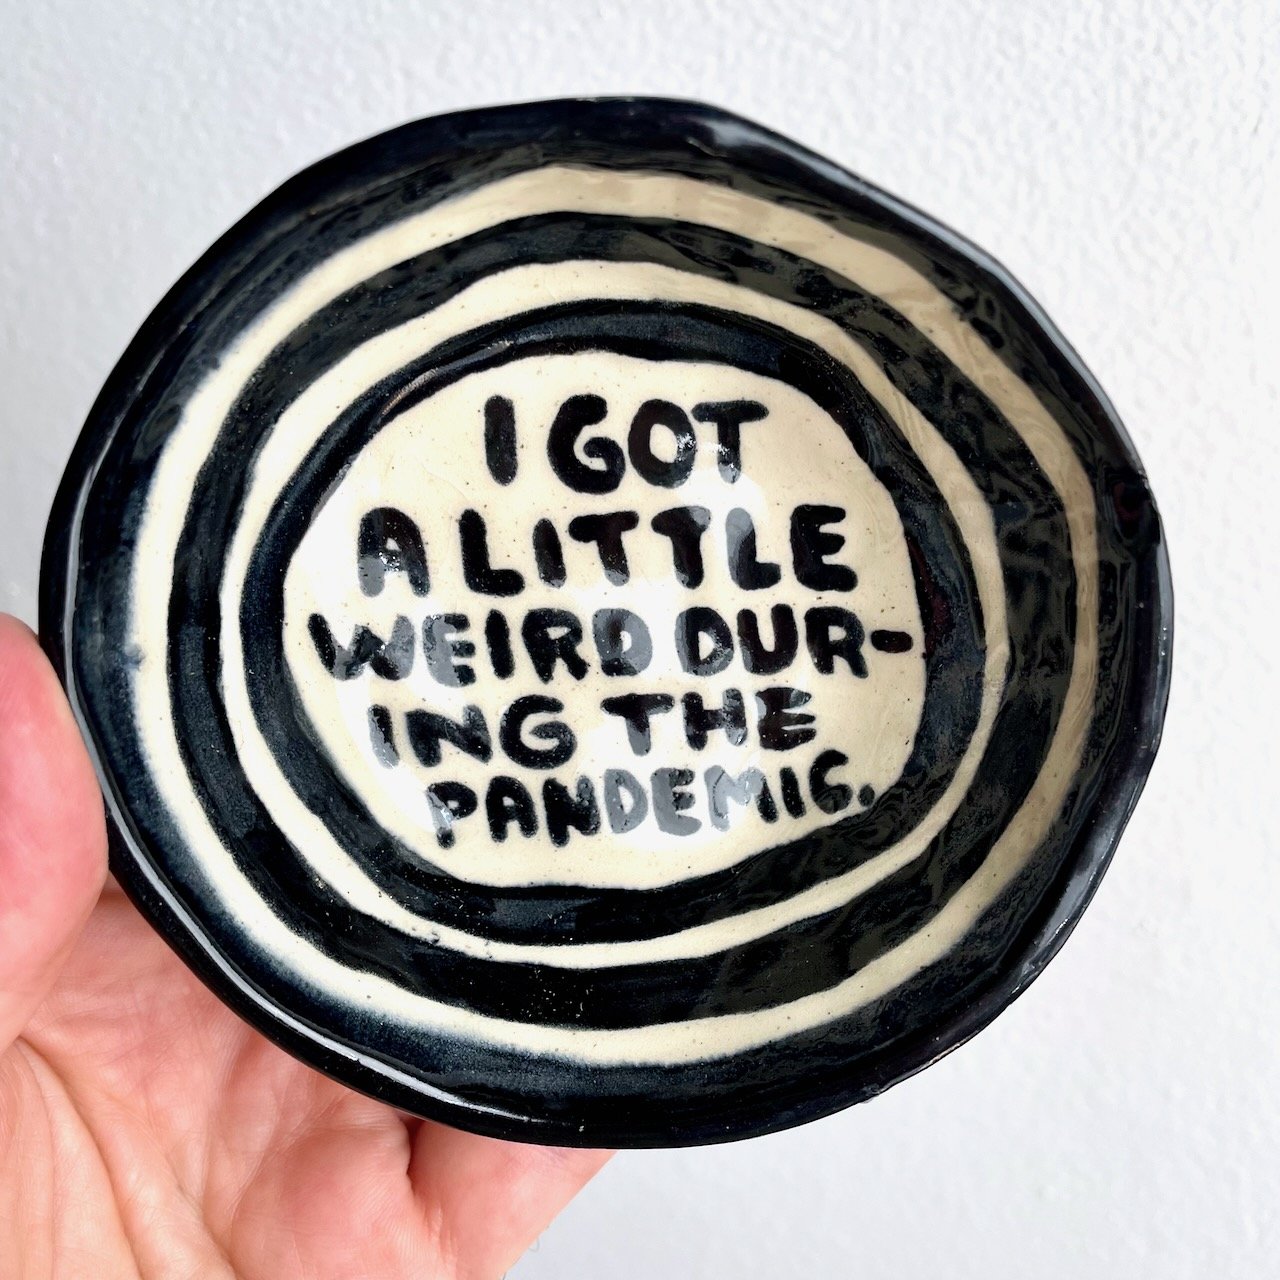 I GOT
A LITTLE
WEIRD DUR-
ING THE
PANDEMIC.